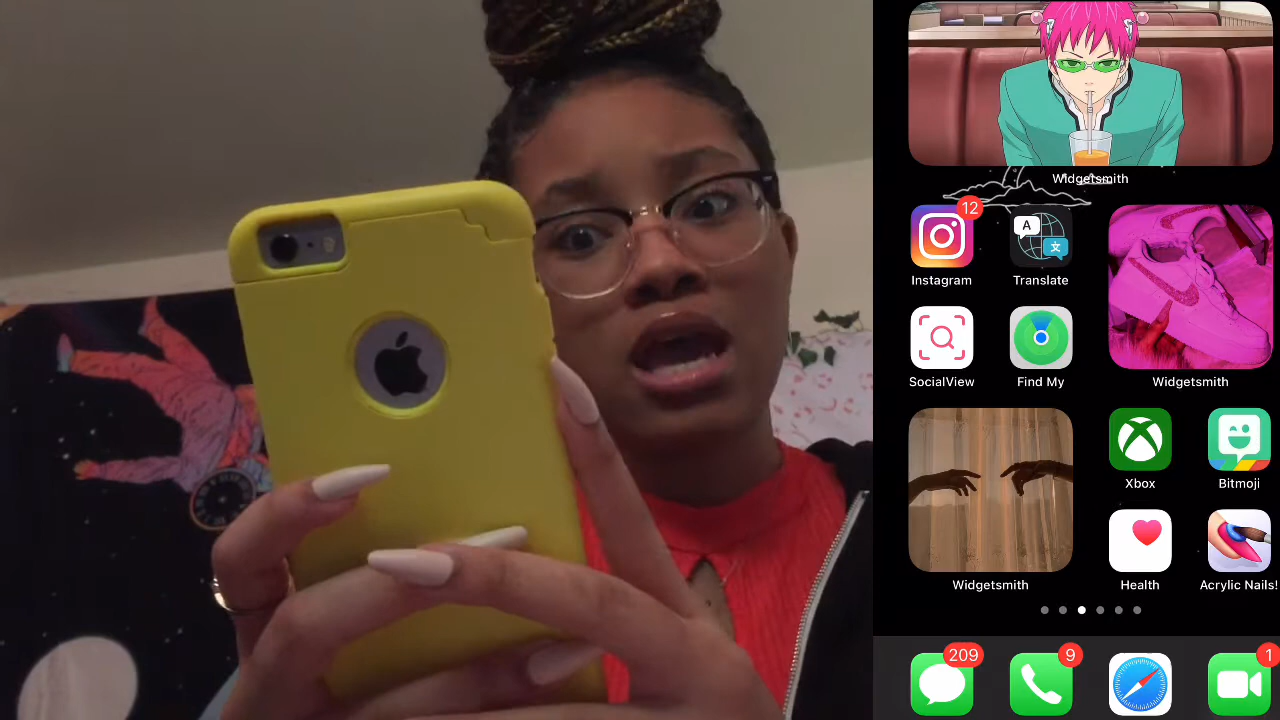 Widgetsmith
12
Instagram
A
文
Translate
SocialView
Find My
Widgetsmith
Widgetsmith
Xbox
Bitmoji
Health
Acrylic Nails!
209
9
1